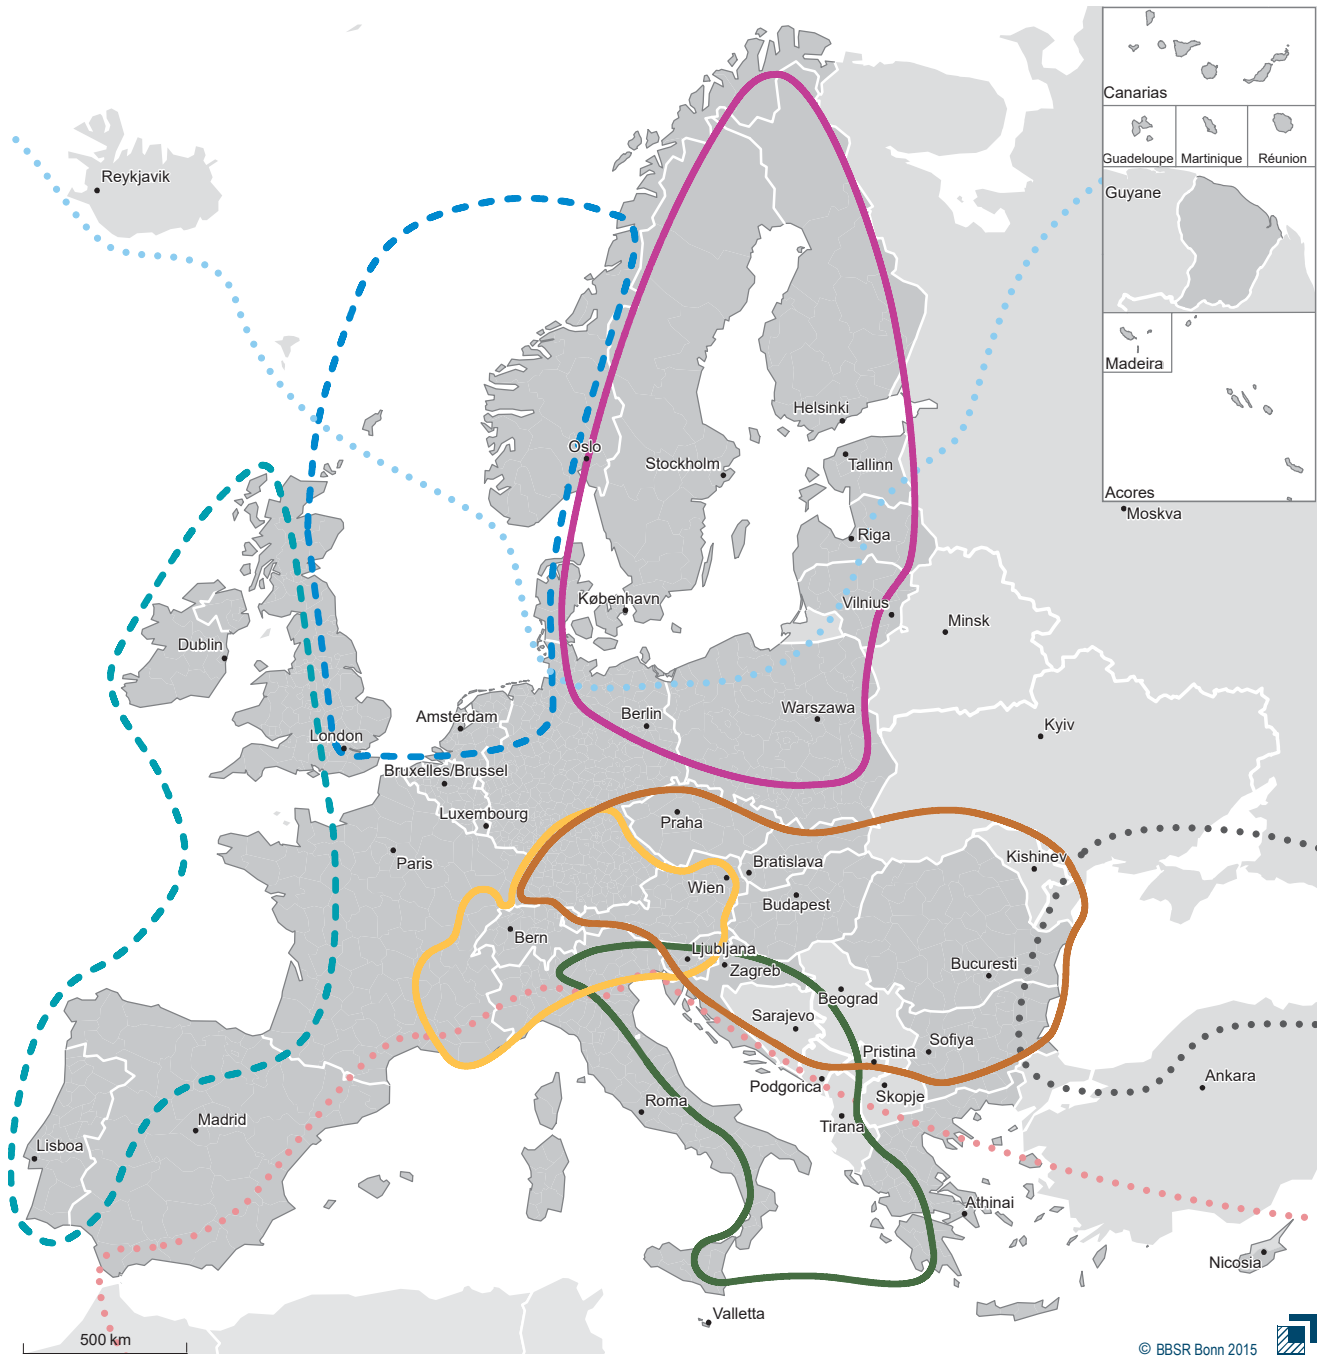 Canarias
Guadeloupe
Martinique
Réunion
Reykjavik
Guyane
Madeira
Helsinki
Oslo
Stockholm
Tallinn
Acores
Moskva
Riga
København
Vilnius
Minsk
Dublin
Amsterdam
Berlin
Warszawa
London
Kyiv
Bruxelles/Brussel
Luxembourg
Praha
Paris
Bratislava
Kishinev
Wien
Budapest
Bern
Ljubljana
Zagreb
Bucuresti
Beograd
Sarajevo
Sofiya
Pristina
Podgorica
Ankara
Skopje
Roma
Madrid
Tirana
Lisboa
Athinai
Nicosia
Valletta
500 km
© BBSR Bonn 2015